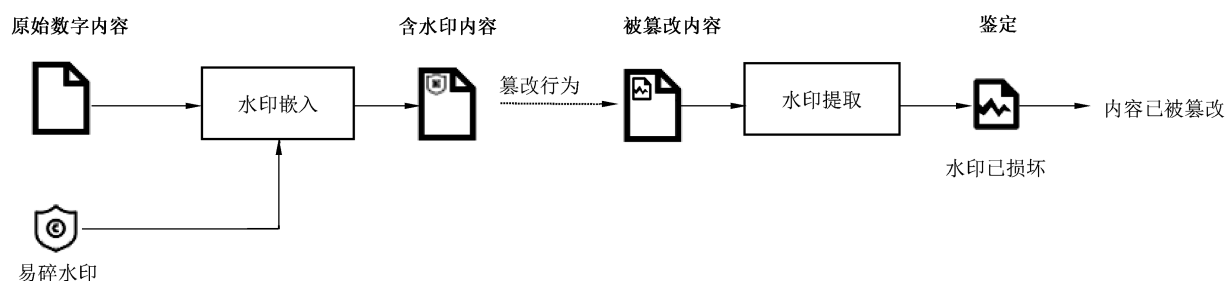 原始数字内容
含水印内容
被篡改内容
鉴定
水印嵌入
篡改行为
水印提取
内容已被篡改
水印已损坏
易碎水印